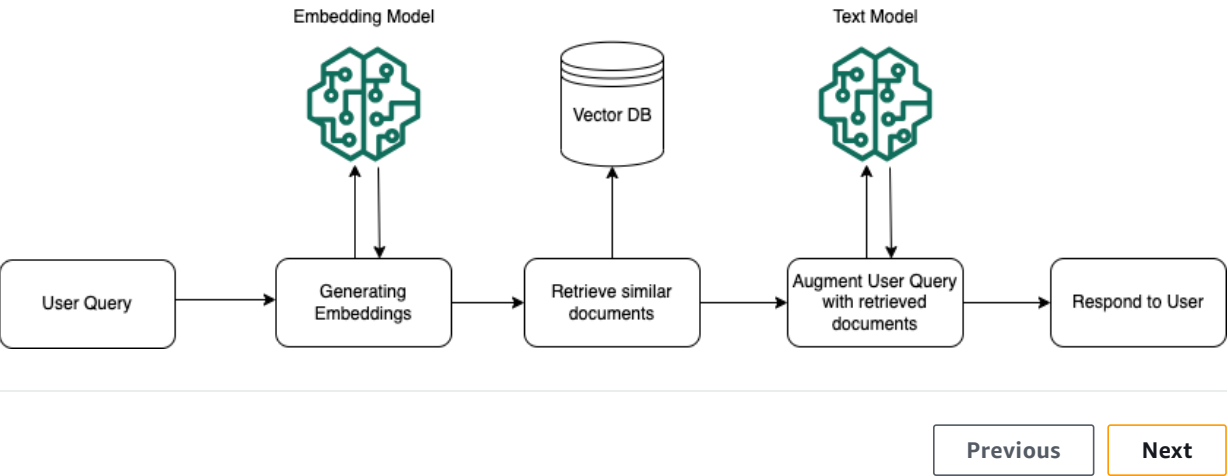 Embedding Model
Text Model
Vector DB
User Query
Generating
Embeddings
Retrieve similar
documents
Augment User Query
with retrieved
documents
Respond to User
Previous
Next